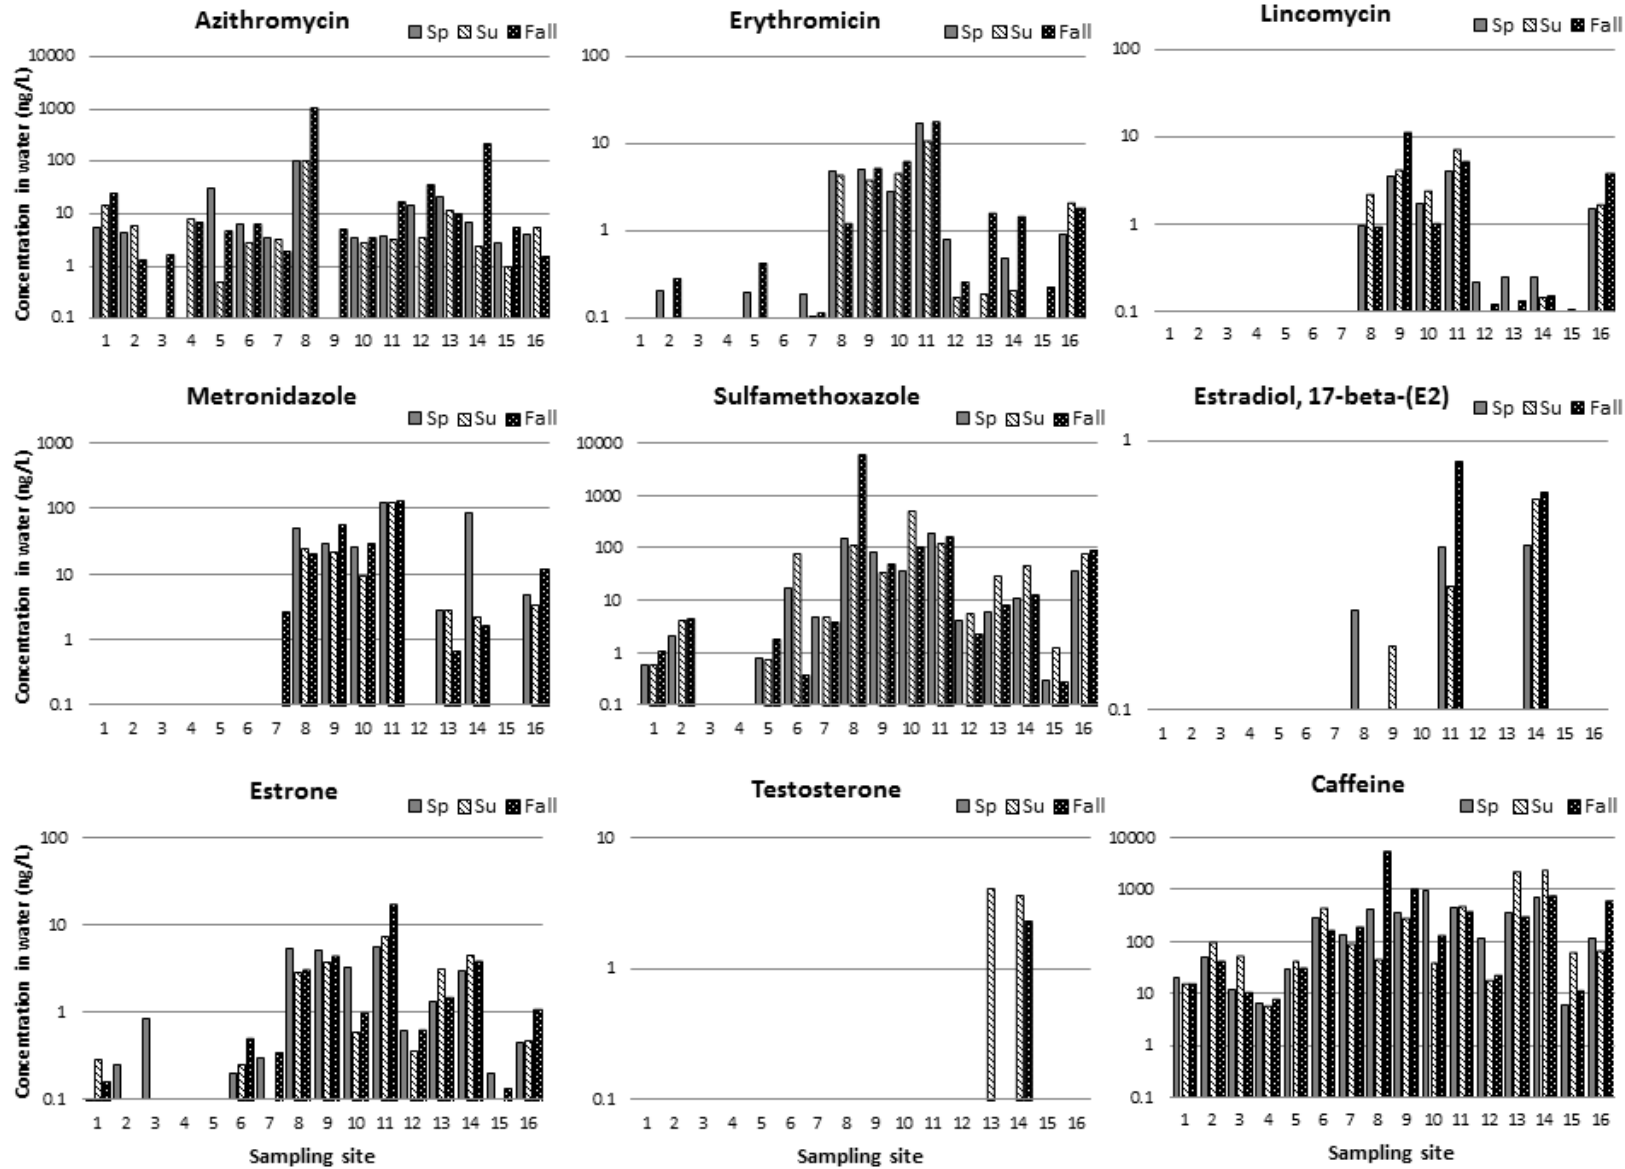 Azithromycin
Sp Su Fall
Concentration in water (ng/L)
10000
1000
100
10
1
0.1
1 2 3 4 5 6 7 8 9 10 11 12 13 14 15 16
Erythromicin
Sp Su Fall
100
10
1
0.1
1 2 3 4 5 6 7 8 9 10 11 12 13 14 15 16
Lincomycin
Sp Su Fall
100
10
1
0.1
1 2 3 4 5 6 7 8 9 10 11 12 13 14 15 16
Metronidazole
Sp Su Fall
Concentration in water (ng/L)
1000
100
10
1
0.1
1 2 3 4 5 6 7 8 9 10 11 12 13 14 15 16
Sulfamethoxazole
Sp Su Fall
10000
1000
100
10
1
0.1
1 2 3 4 5 6 7 8 9 10 11 12 13 14 15 16
Estradiol, 17-beta-(E2)
Sp Su Fall
1
0.1
1 2 3 4 5 6 7 8 9 10 11 12 13 14 15 16
Estrone
Sp Su Fall
Concentration in water (ng/L)
100
10
1
0.1
1 2 3 4 5 6 7 8 9 10 11 12 13 14 15 16
Sampling site
Testosterone
Sp Su Fall
10
1
0.1
1 2 3 4 5 6 7 8 9 10 11 12 13 14 15 16
Sampling site
Caffeine
Sp Su Fall
10000
1000
100
10
1
0.1
1 2 3 4 5 6 7 8 9 10 11 12 13 14 15 16
Sampling site